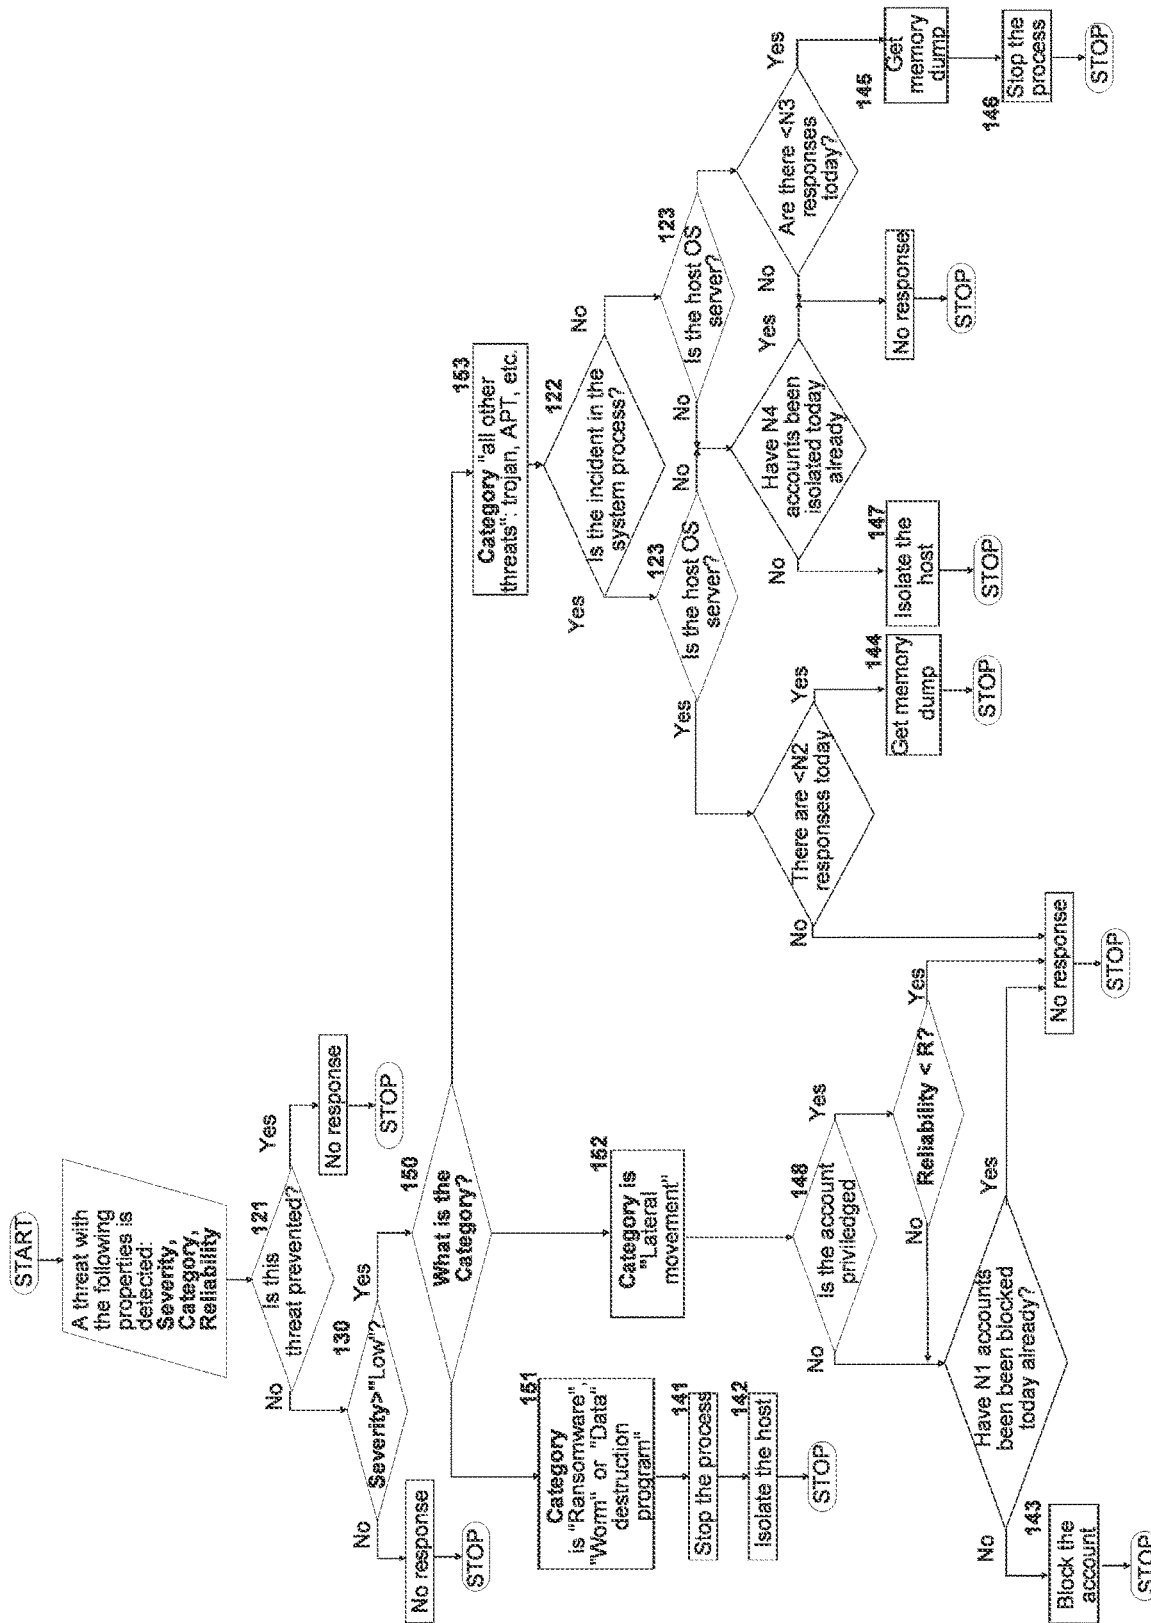 START
A threat with
the following
properties is
detected:
Severity,
Category,
Reliability
121
Is this
threat prevented?
Yes
No
No response
STOP
130
Severity>"Low"?
Yes
No
No response
STOP
150
What is the
Category?
151
Category
is "Ransomware",
"Worm" or "Data"
destruction
program"
141
Stop the process
142
Isolate the host
STOP
152
Category is
"Lateral
movement"
148
Is the account
priviledged
Yes
No
Reliability < R?
Yes
No
Have N1 accounts
been been blocked
today already?
Yes
No
143
Block the
account
STOP
No response
STOP
153
Category "all other
threats": trojan, APT, etc.
122
Is the incident in the
system process?
Yes
No
123
Is the host OS
server?
Yes
No
123
Is the host OS
server?
No
There are <N2
responses today
Yes
No
144
Get memory
dump
STOP
Have N4
accounts been
isolated today
already
Yes
No
147
Isolate the
host
STOP
Are there <N3
responses
today?
Yes
No
No response
STOP
145
Get
memory
dump
146
Stop the
process
STOP